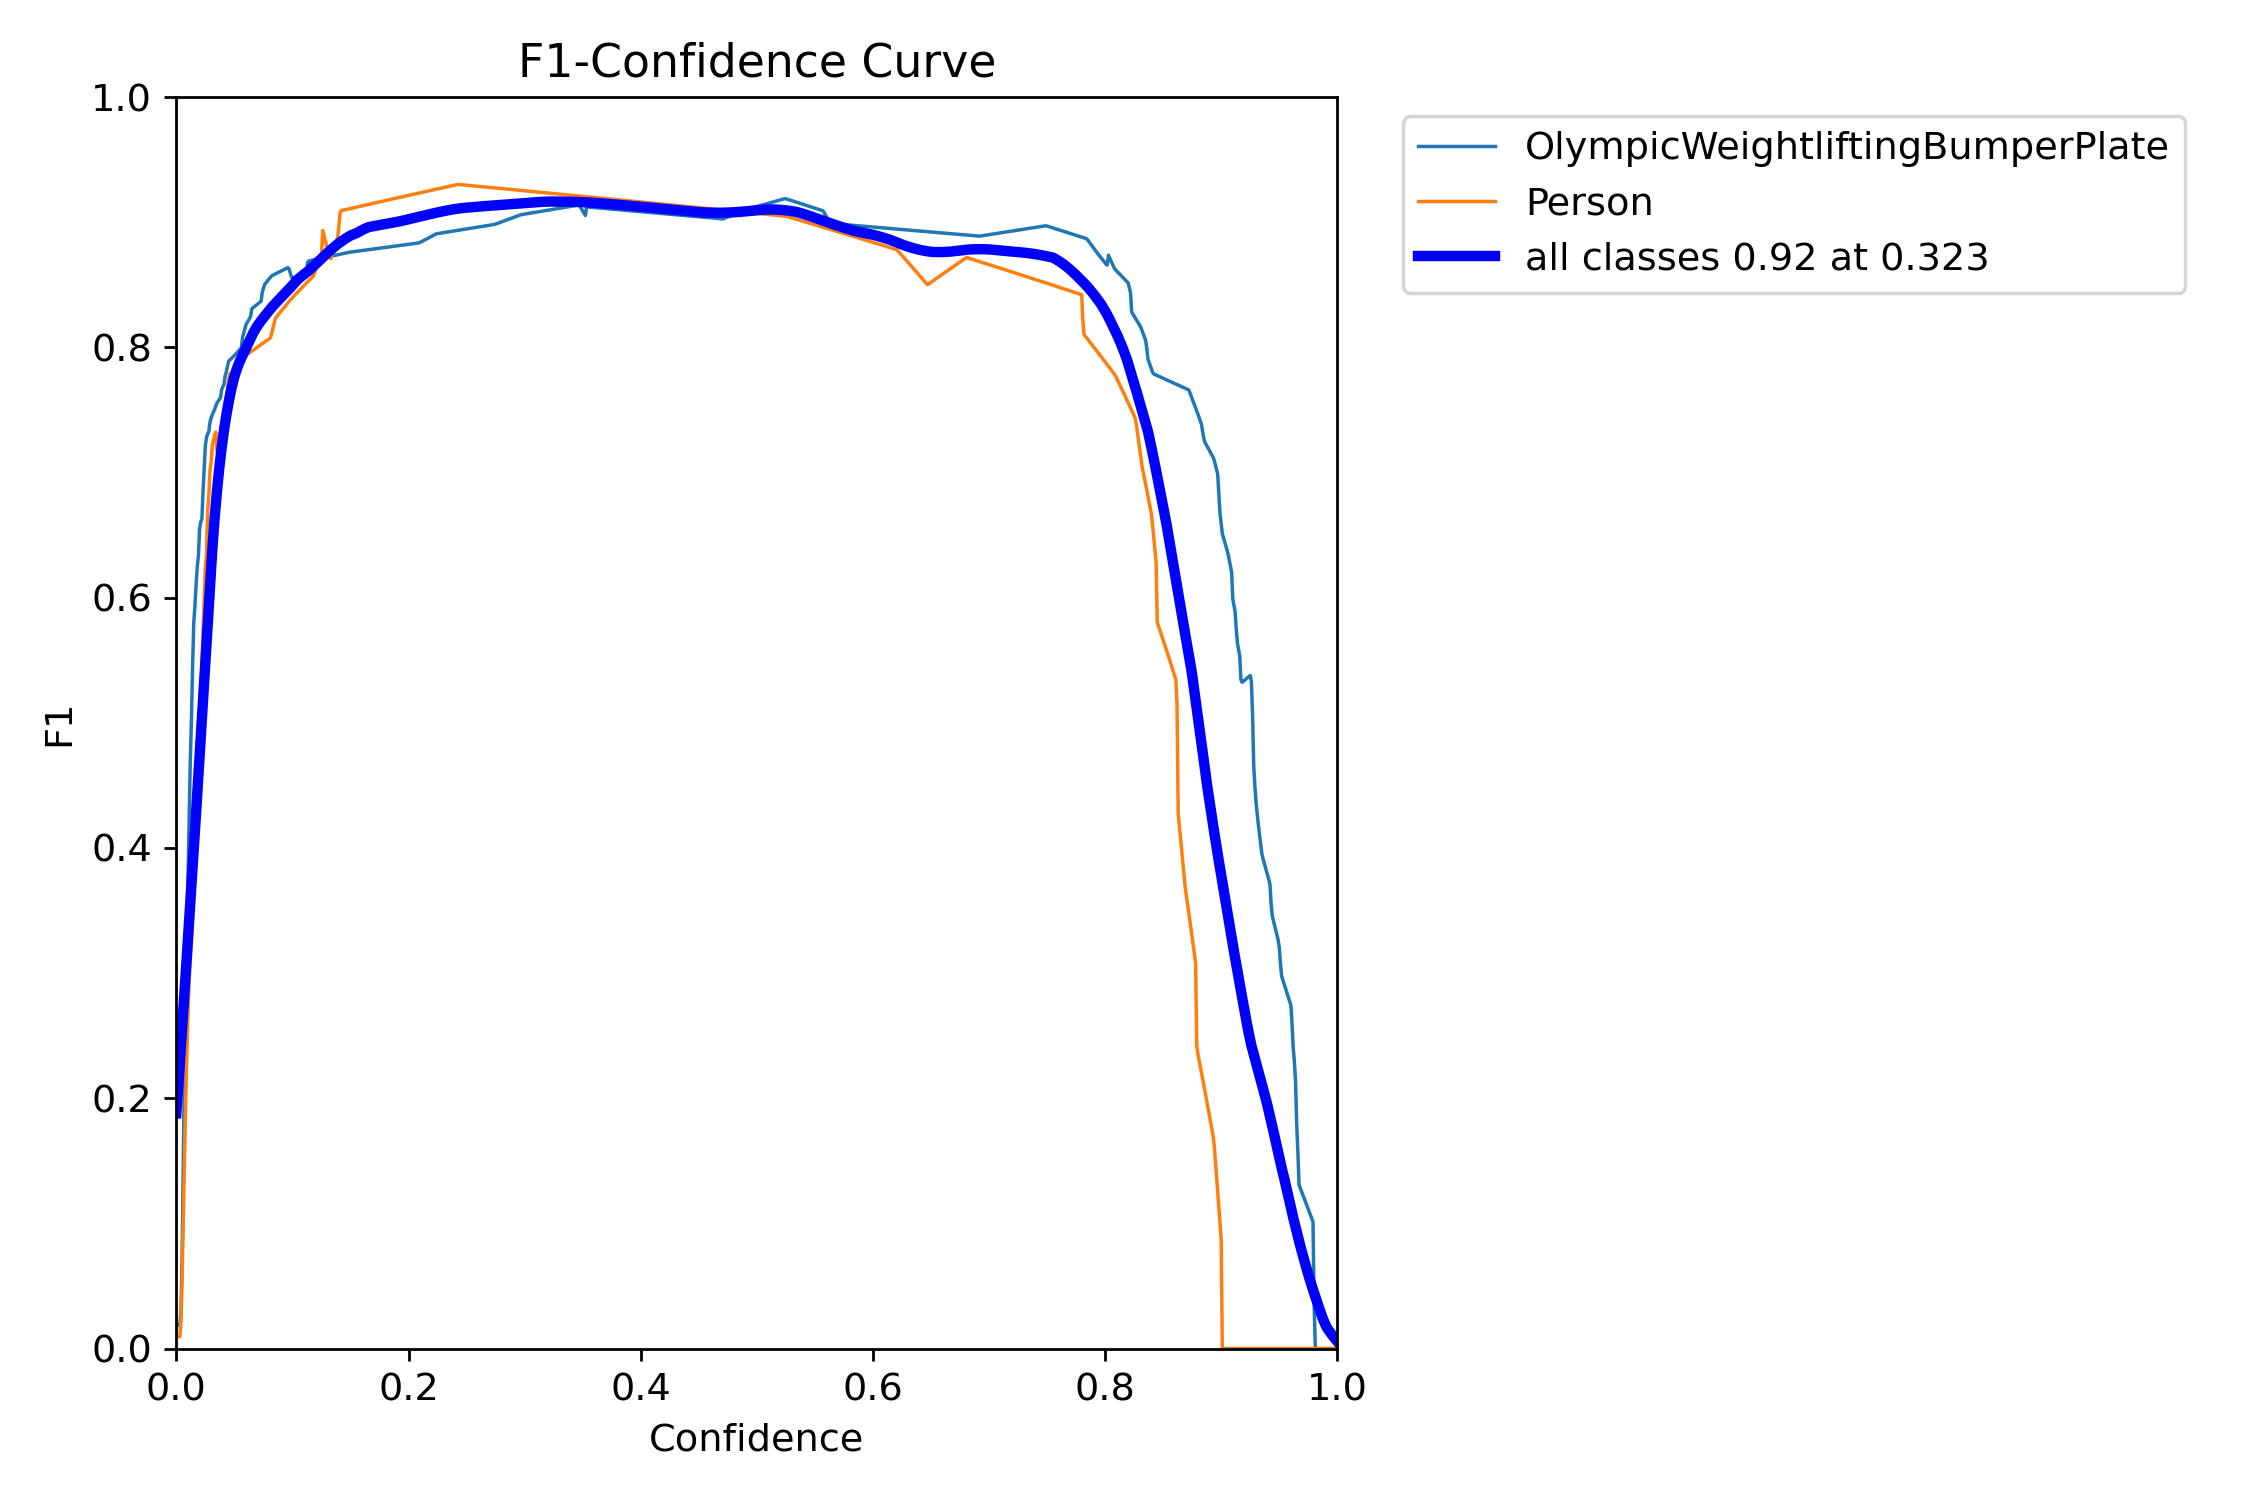 F1-Confidence Curve
1.0
0.8
0.6
0.4
0.2
0.0
F1
0.0 0.2 0.4 0.6 0.8 1.0
Confidence
OlympicWeightliftingBumperPlate
Person
all classes 0.92 at 0.323